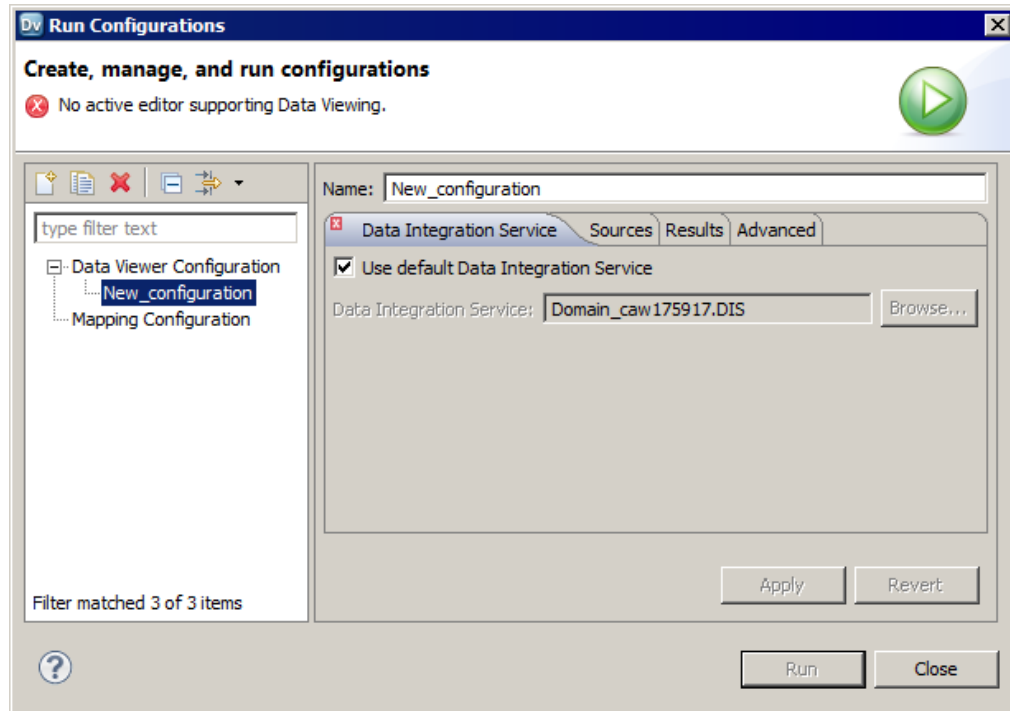 Dv Run Configurations
Create, manage, and run configurations
No active editor supporting Data Viewing.
Name: New_configuration
type filter text
Data Integration Service Sources Results Advanced
Data Viewer Configuration
Use default Data Integration Service
New_configuration
Data Integration Service: Domain_caw175917.DIS Browse...
Mapping Configuration
Apply Revert
Filter matched 3 of 3 items
? Run Close